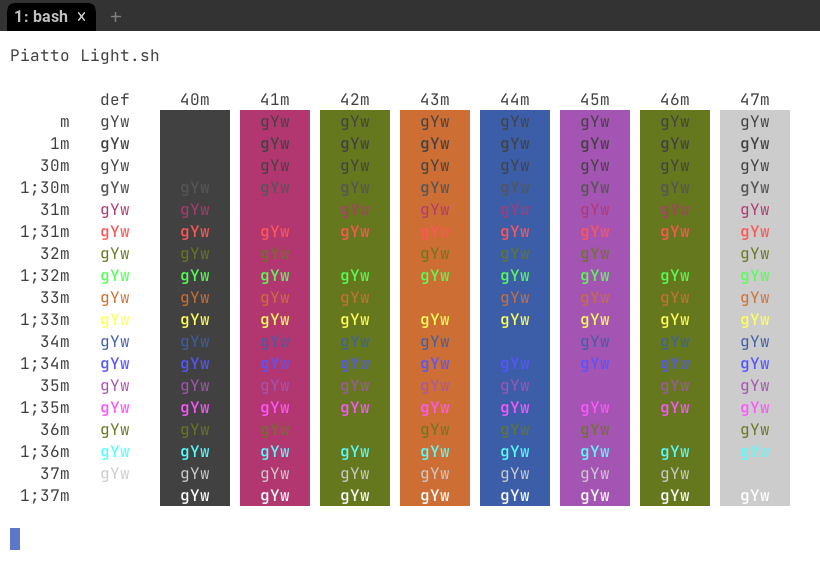 1: bash × +
Piatto Light.sh
def 40m 41m 42m 43m 44m 45m 46m 47m
m gYw gYw gYw gYw gYw gYw gYw gYw
1m gYw gYw gYw gYw gYw gYw gYw gYw
30m gYw gYw gYw gYw gYw gYw gYw gYw
1;30m gYw gYw gYw gYw gYw gYw gYw gYw gYw
31m gYw gYw gYw gYw gYw gYw gYw gYw
1;31m gYw gYw gYw gYw gYw gYw gYw gYw gYw
32m gYw gYw gYw gYw gYw gYw gYw
1;32m gYw gYw gYw gYw gYw gYw gYw gYw gYw
33m gYw gYw gYw gYw gYw gYw gYw gYw
1;33m gYw gYw gYw gYw gYw gYw gYw gYw gYw
34m gYw gYw gYw gYw gYw gYw gYw gYw
1;34m gYw gYw gYw gYw gYw gYw gYw gYw gYw
35m gYw gYw gYw gYw gYw gYw gYw gYw
1;35m gYw gYw gYw gYw gYw gYw gYw gYw gYw
36m gYw gYw gYw gYw gYw gYw gYw
1;36m gYw gYw gYw gYw gYw gYw gYw gYw gYw
37m gYw gYw gYw gYw gYw gYw gYw gYw
1;37m gYw gYw gYw gYw gYw gYw gYw gYw